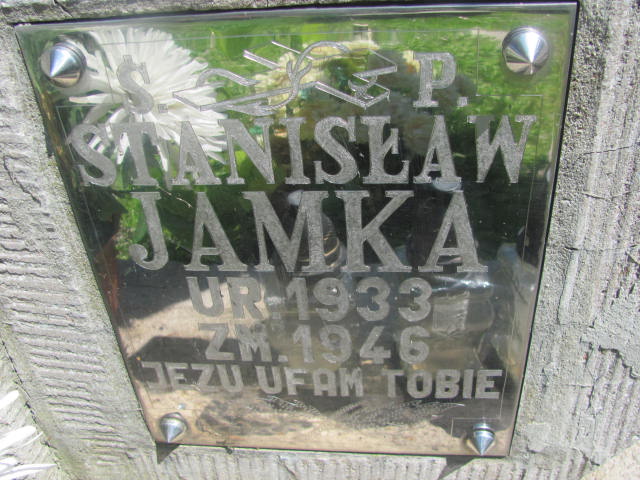 Ś. P.
STANISŁAW
JAMKA
UR. 1933
ZM. 1946
JEZU UFAM TOBIE